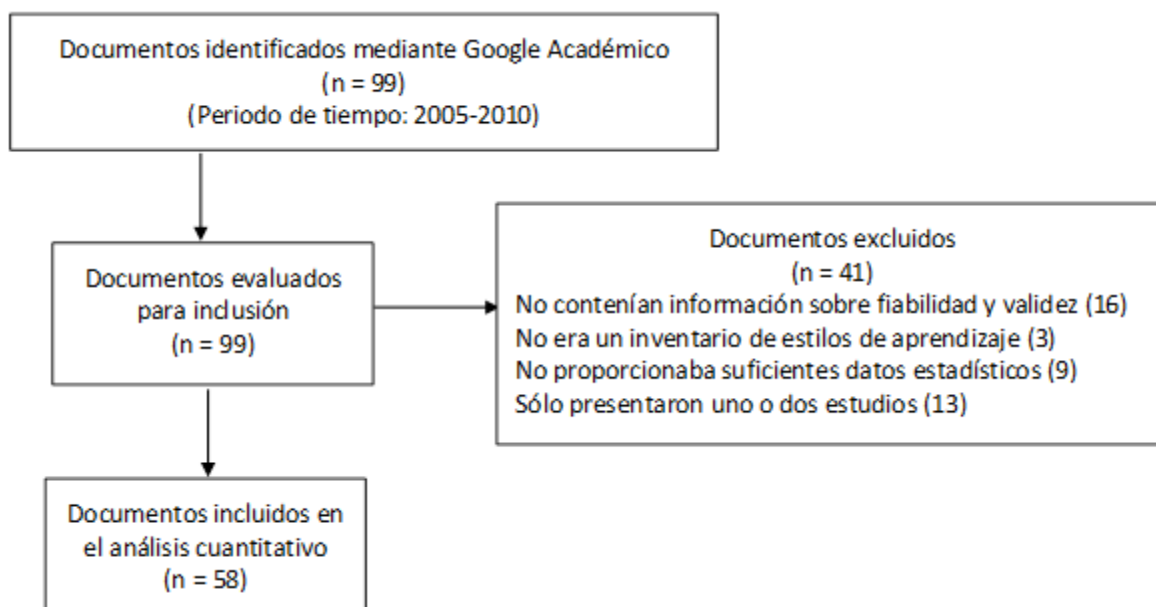 Documentos identificados mediante Google Académico
(n = 99)
(Periodo de tiempo: 2005-2010)
Documentos evaluados
para inclusión
(n = 99)
Documentos excluidos
(n = 41)
No contenían información sobre fiabilidad y validez (16)
No era un inventario de estilos de aprendizaje (3)
No proporcionaba suficientes datos estadísticos (9)
Sólo presentaron uno o dos estudios (13)
Documentos incluidos en
el análisis cuantitativo
(n = 58)